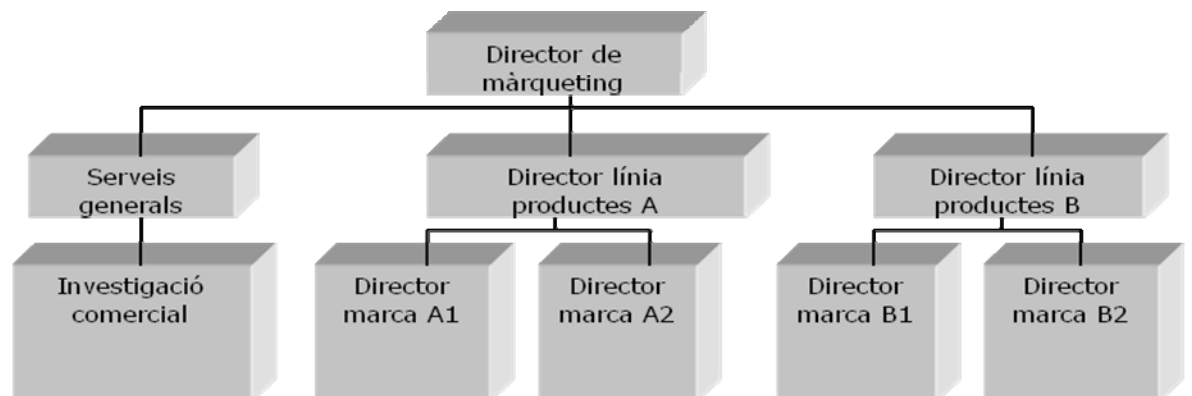 Director de
màrqueting
Serveis
generals
Director línia
productes A
Director línia
productes B
Investigació
comercial
Director
marca A1
Director
marca A2
Director
marca B1
Director
marca B2